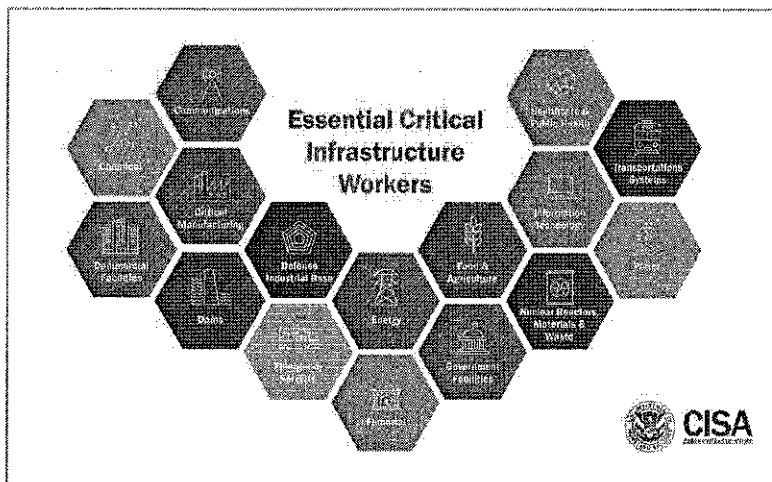 Essential Critical
Infrastructure
Workers
Communications
Chemical
Critical
Manufacturing
Commercial
Facilities
Dams
Defense
Industrial Base
Emergency
Services
Energy
Financial
Food &
Agriculture
Government
Facilities
Healthcare &
Public Health
Information
Technology
Nuclear Reactors,
Materials &
Waste
Transportations
Systems
Water
CISA